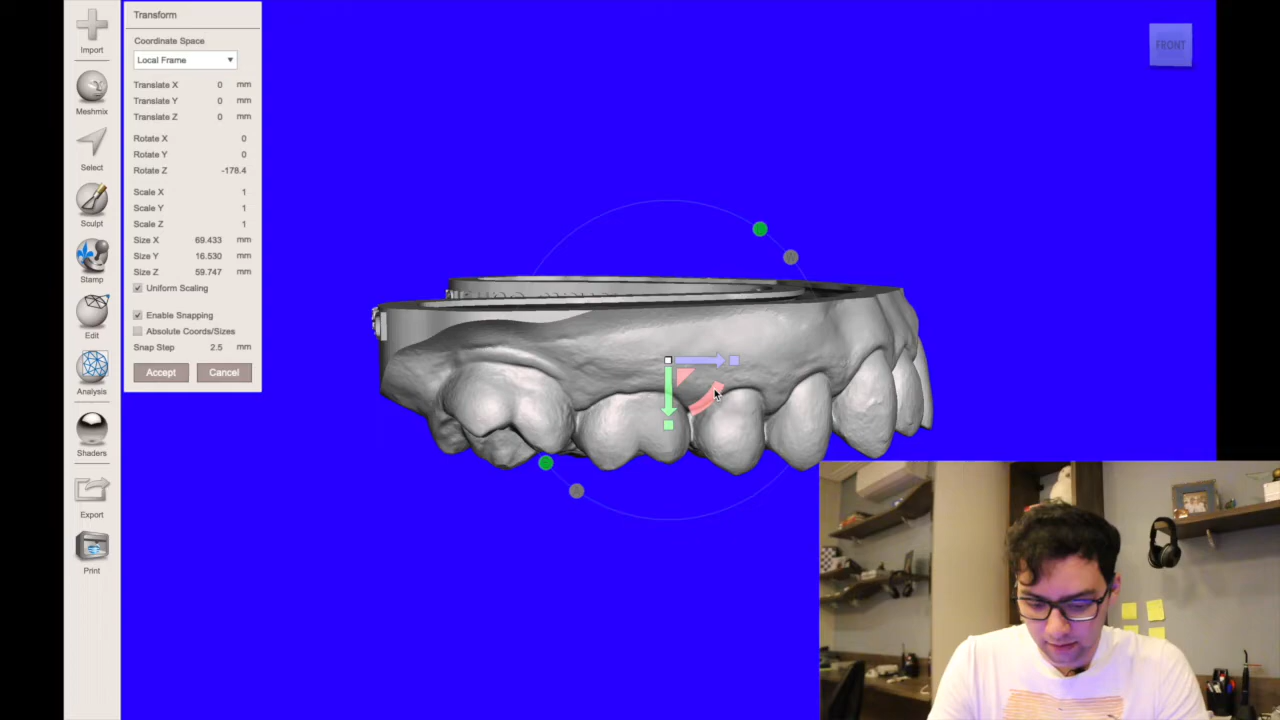 Import
Meshmix
Select
Sculpt
Stamp
Edit
Analysis
Shaders
Export
Print
Transform
Coordinate Space
Local Frame
Translate X 0 mm
Translate Y 0 mm
Translate Z 0 mm
Rotate X 0
Rotate Y 0
Rotate Z -178.4
Scale X 1
Scale Y 1
Scale Z 1
Size X 69.433 mm
Size Y 16.530 mm
Size Z 59.747 mm
Uniform Scaling
Enable Snapping
Absolute Coords/Sizes
Snap Step 2.5 mm
Accept Cancel
FRONT